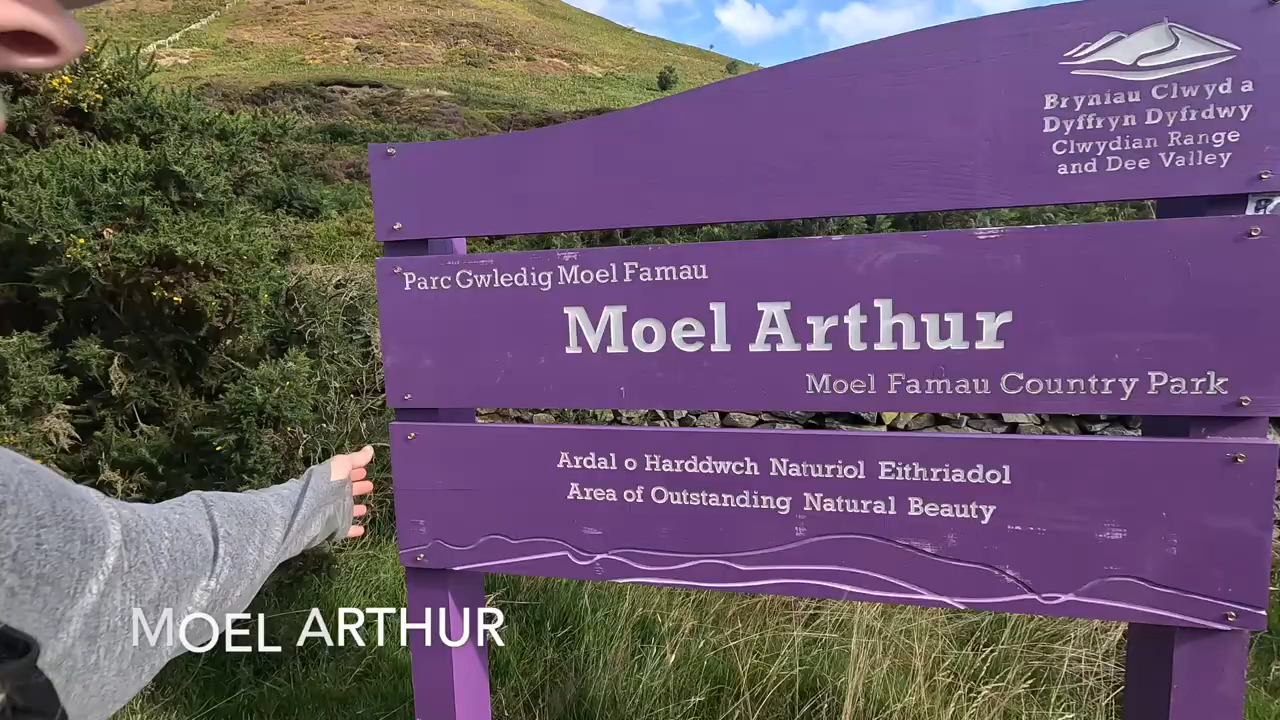 Bryniau Clwyd a
Dyffryn Dyfrdwy
Clwydian Range
and Dee Valley
Parc Gwledig Moel Famau
Moel Arthur
Moel Famau Country Park
Ardal o Harddwch Naturiol Eithriadol
Area of Outstanding Natural Beauty
MOEL ARTHUR